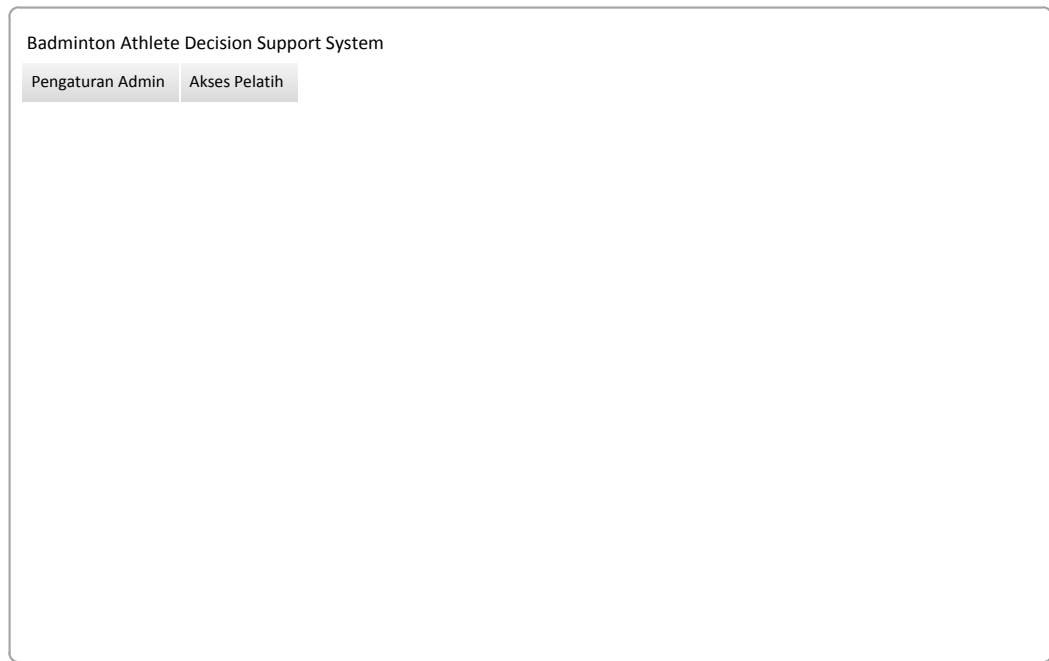 Badminton Athlete Decision Support System
Pengaturan Admin Akses Pelatih